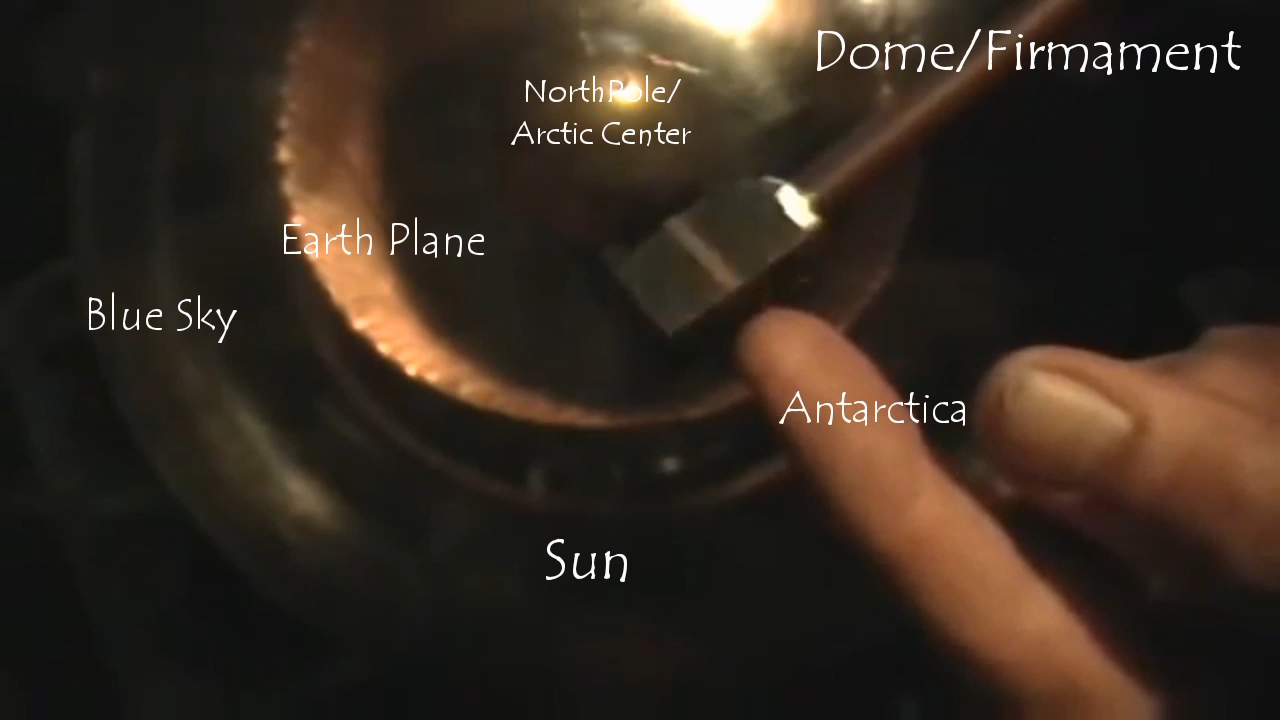 Dome/Firmament
NorthPole/
Arctic Center
Earth Plane
Blue Sky
Antarctica
Sun